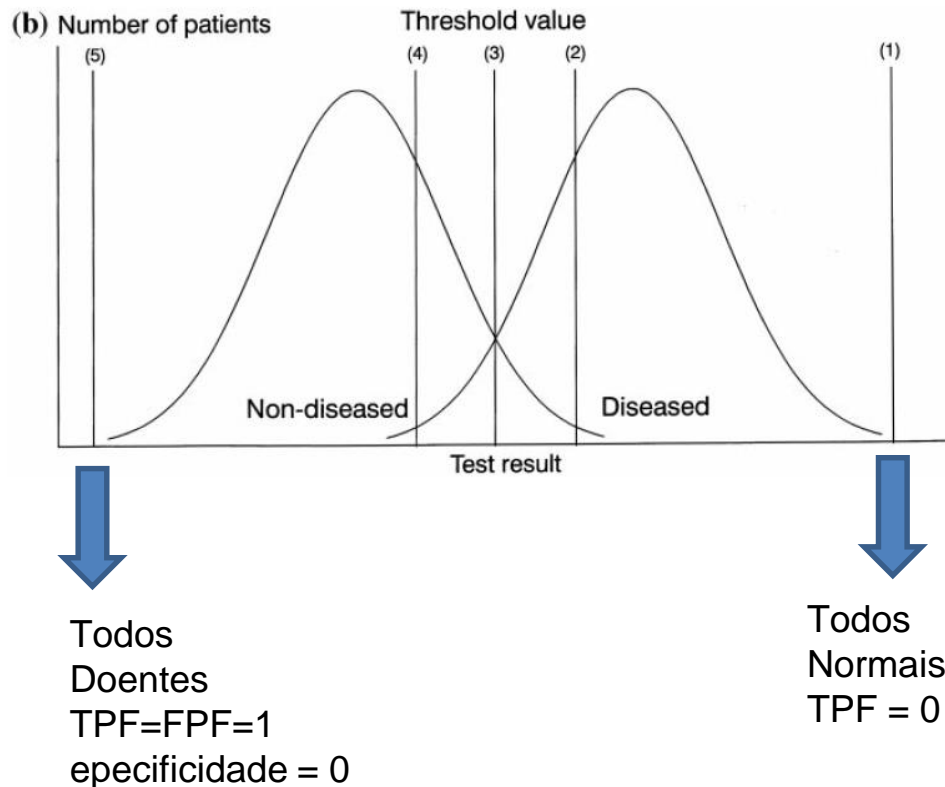 (b) Number of patients Threshold value
(5) (4) (3) (2) (1)
Non-diseased Diseased
Test result
Todos
Doentes
TPF=FPF=1
epecificidade = 0
Todos
Normais
TPF = 0